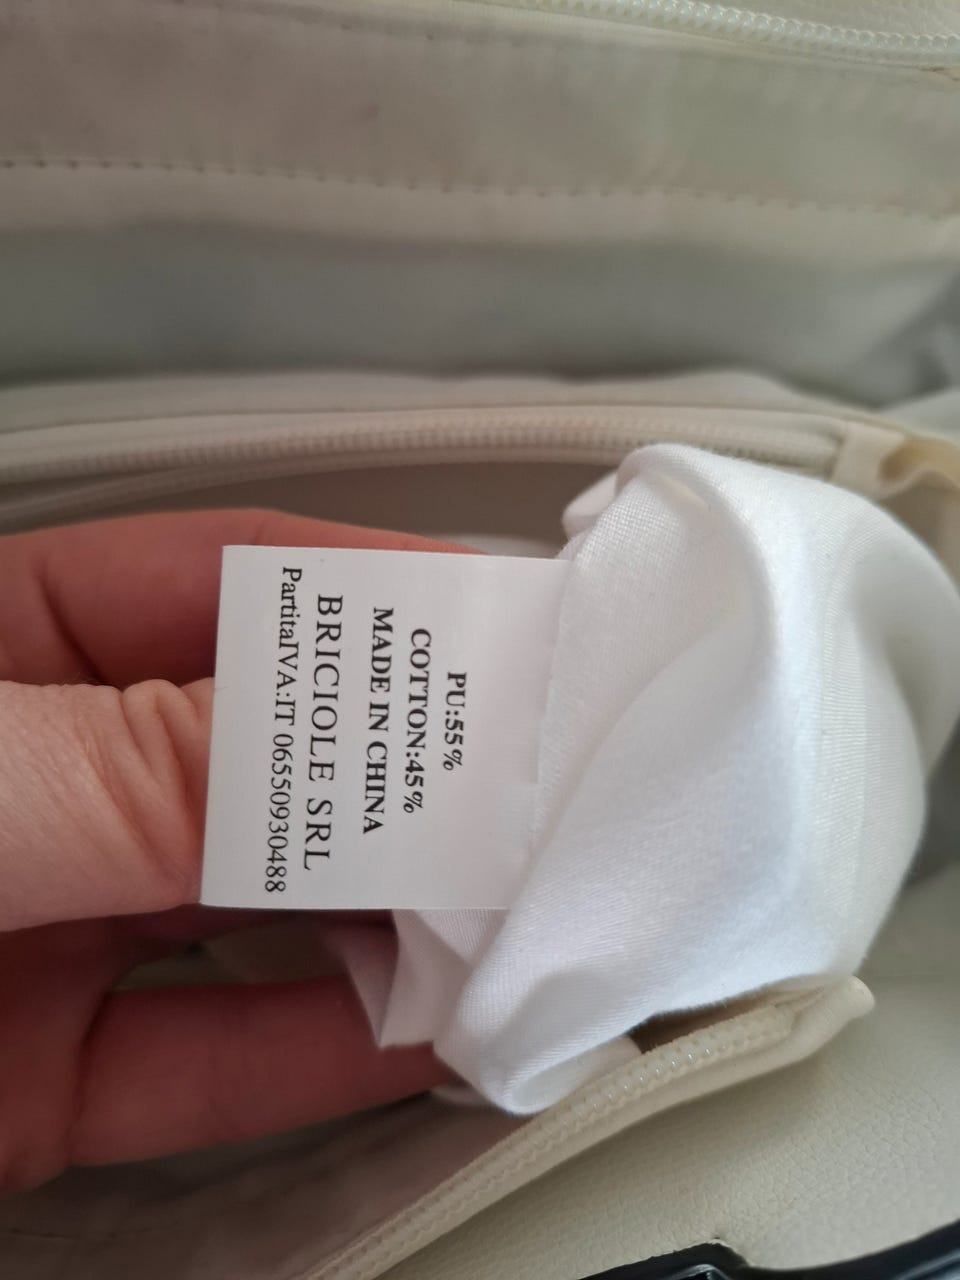 PU:55%
COTTON:45%
MADE IN CHINA
BRICIOLE SRL
PartitaIVA:IT 06550930488